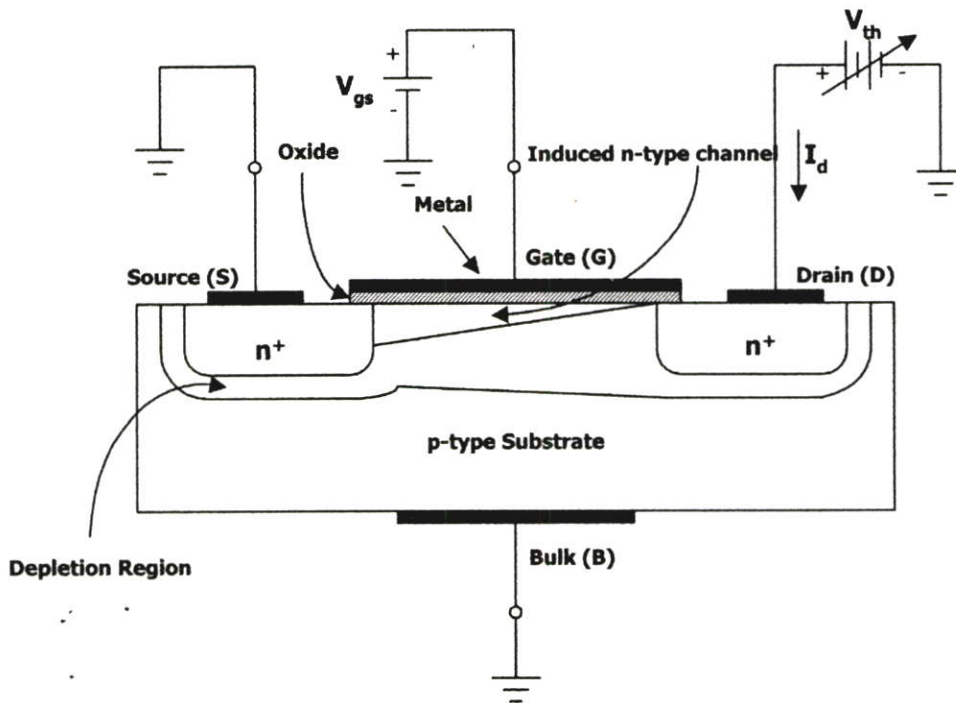 V_th
+ -
+
V_gs
-
Oxide
Induced n-type channel
I_d
Metal
Source (S)
Gate (G)
Drain (D)
n⁺
n⁺
p-type Substrate
Depletion Region
Bulk (B)